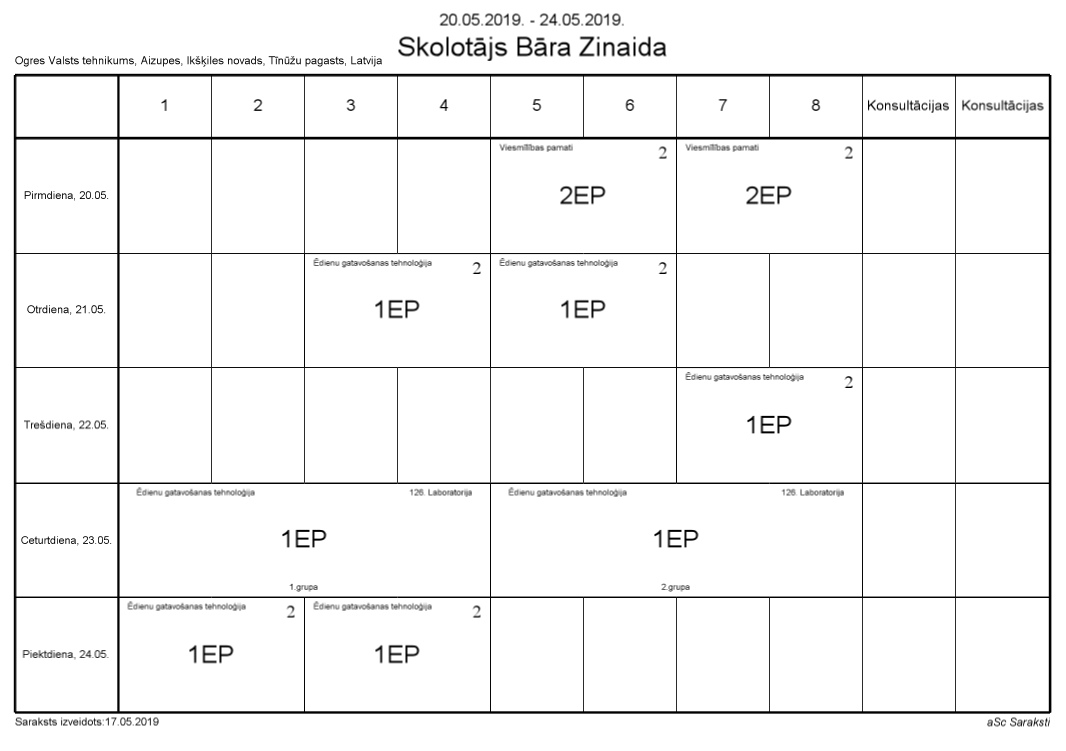 20.05.2019. - 24.05.2019.
Skolotājs Bāra Zinaida
Ogres Valsts tehnikums, Aizupes, Ikšķiles novads, Tīnūžu pagasts, Latvija
1 2 3 4 5 6 7 8 Konsultācijas Konsultācijas
Viesmīlības pamati 2 Viesmīlības pamati 2
Pirmdiena, 20.05. 2EP 2EP
Ēdienu gatavošanas tehnoloģija 2 Ēdienu gatavošanas tehnoloģija 2
Otrdiena, 21.05. 1EP 1EP
Ēdienu gatavošanas tehnoloģija 2
Trešdiena, 22.05. 1EP
Ēdienu gatavošanas tehnoloģija 126. Laboratorija Ēdienu gatavošanas tehnoloģija 126. Laboratorija
Ceturtdiena, 23.05. 1EP 1EP
1.grupa 2.grupa
Ēdienu gatavošanas tehnoloģija 2 Ēdienu gatavošanas tehnoloģija 2
Piektdiena, 24.05. 1EP 1EP
Saraksts izveidots:17.05.2019 aSc Saraksti